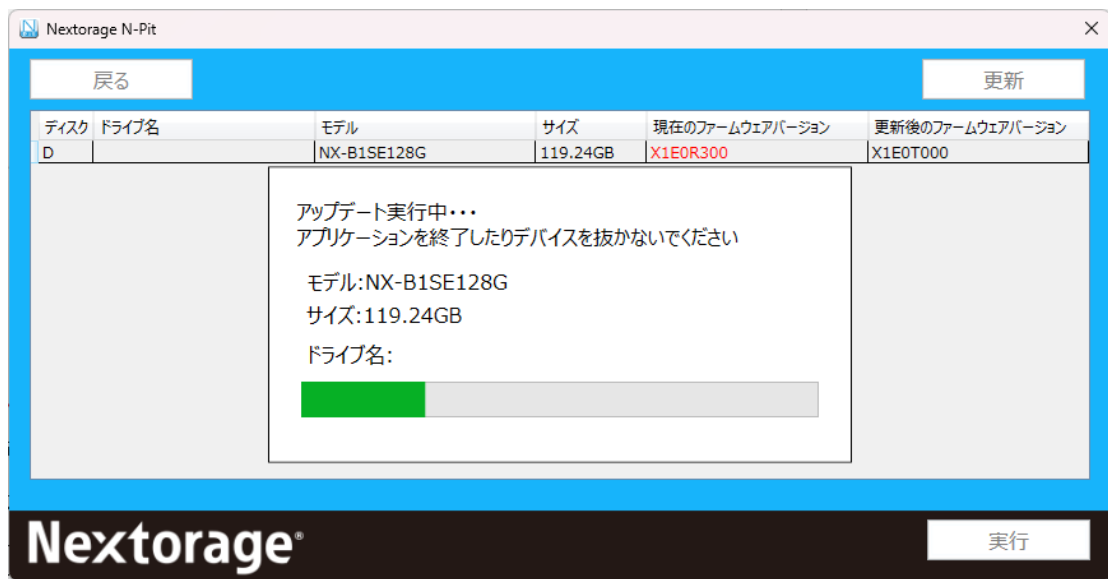 Nextorage N-Pit
戻る
更新
ディスク ドライブ名 モデル サイズ 現在のファームウェアバージョン 更新後のファームウェアバージョン
D NX-B1SE128G 119.24GB X1E0R300 X1E0T000
アップデート実行中・・・
アプリケーションを終了したりデバイスを抜かないでください
モデル:NX-B1SE128G
サイズ:119.24GB
ドライブ名:
Nextorage®
実行